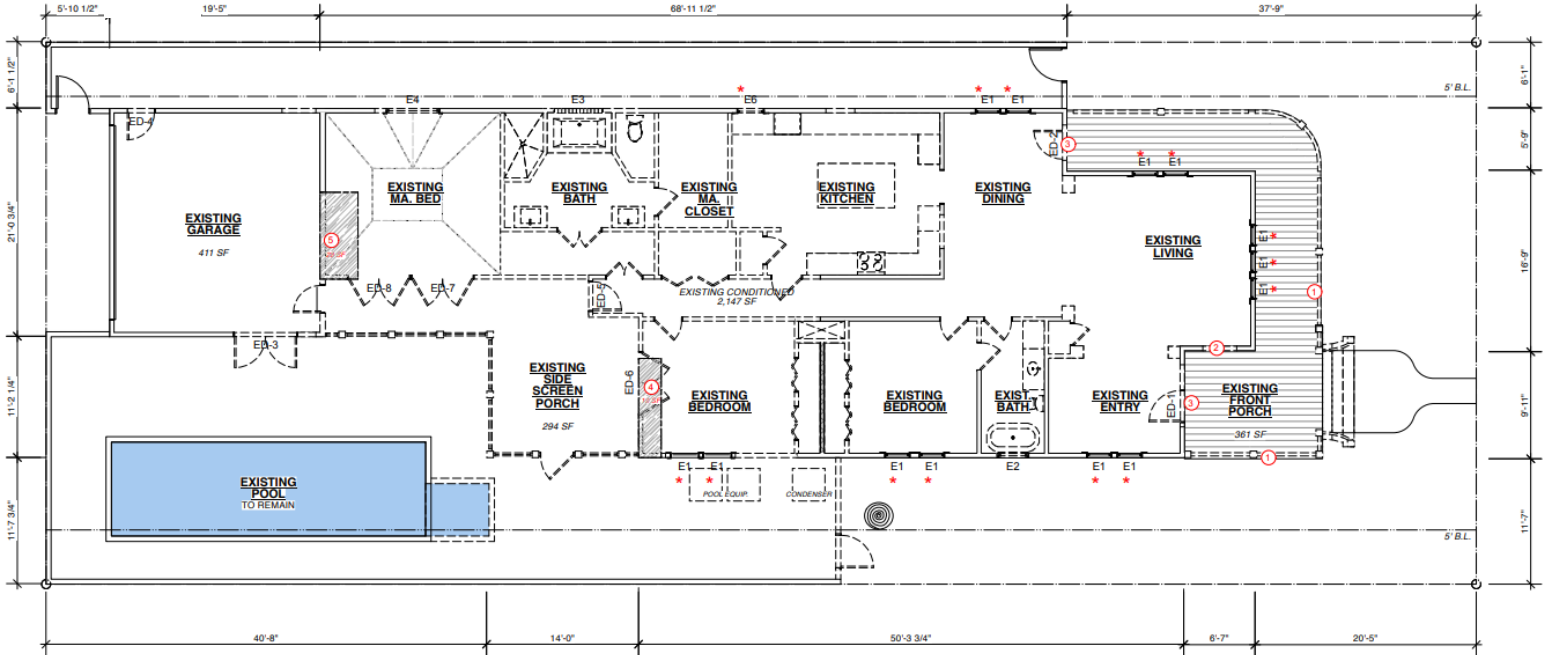 5'-10 1/2"
19'-5"
68'-11 1/2"
37'-9"
6'-1 1/2"
21'-0 3/4"
11'-2 1/4"
11'-7 3/4"
6'-1"
5'-9"
16'-9"
9'-11"
11'-7"
5' B.L.
E4
E3
*
E6
* *
E1 E1
ED-4
ED-2
3
* *
E1 E1
EXISTING
GARAGE
411 SF
EXISTING
MA. BED
5
EXISTING
BATH
EXISTING
MA.
CLOSET
EXISTING
KITCHEN
EXISTING
DINING
EXISTING
LIVING
E1 *
E1 *
E1 *
1
ED-8
ED-7
ED-5
EXISTING CONDITIONED
2,147 SF
ED-3
EXISTING
SIDE
SCREEN
PORCH
294 SF
ED-6
4
EXISTING
BEDROOM
EXISTING
BEDROOM
EXIST.
BATH
EXISTING
ENTRY
ED-1
2
3
EXISTING
FRONT
PORCH
361 SF
1
E1 E1
* *
E1 E1
* *
E2
E1 E1
* *
POOL EQUIP.
CONDENSER
EXISTING
POOL
TO REMAIN
5' B.L.
40'-8"
14'-0"
50'-3 3/4"
6'-7"
20'-5"